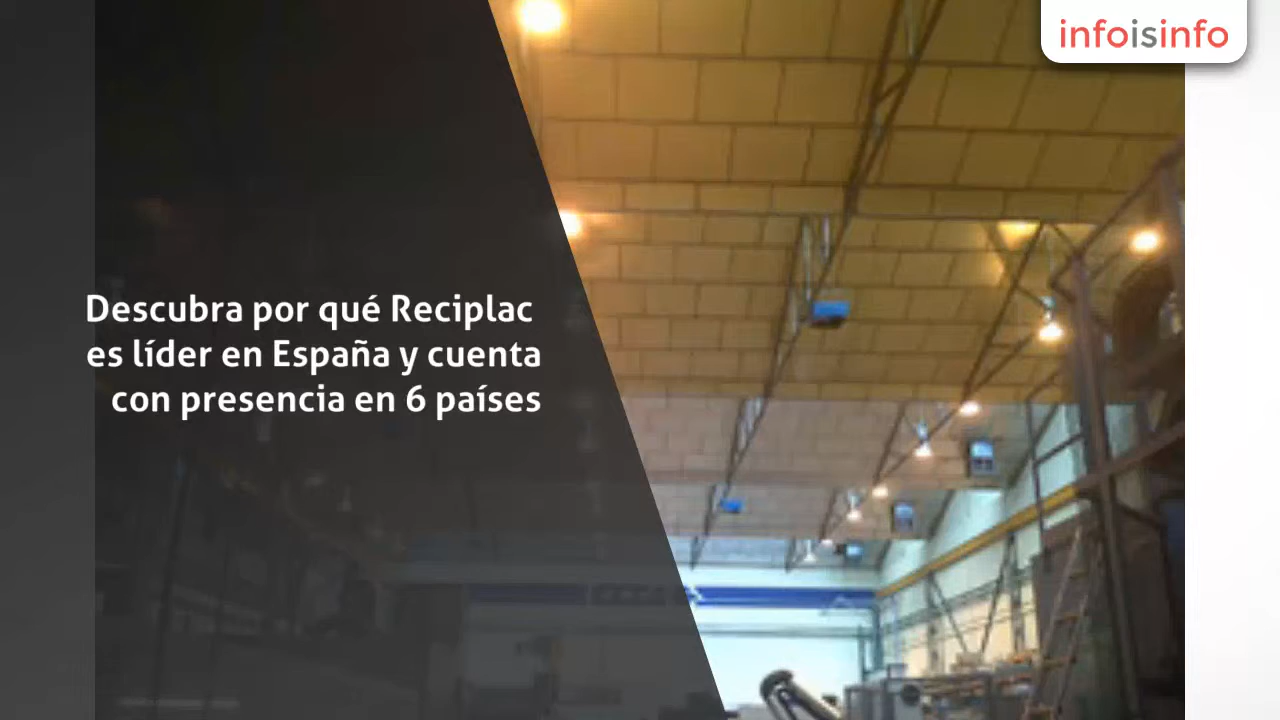 infoisinfo
Descubra por qué Reciplac
es líder en España y cuenta
con presencia en 6 países